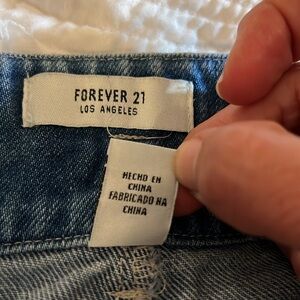 FOREVER 21
LOS ANGELES
HECHO EN
CHINA
FABRICADO NA
CHINA